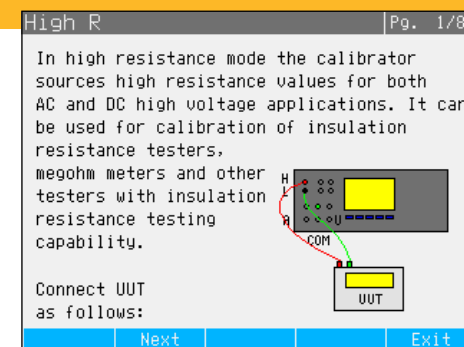 High R Pg. 1/8
In high resistance mode the calibrator
sources high resistance values for both
AC and DC high voltage applications. It can
be used for calibration of insulation
resistance testers,
megohm meters and other
testers with insulation
resistance testing
capability.
H
L
A
U
COM
UUT
Connect UUT
as follows:
Next Exit